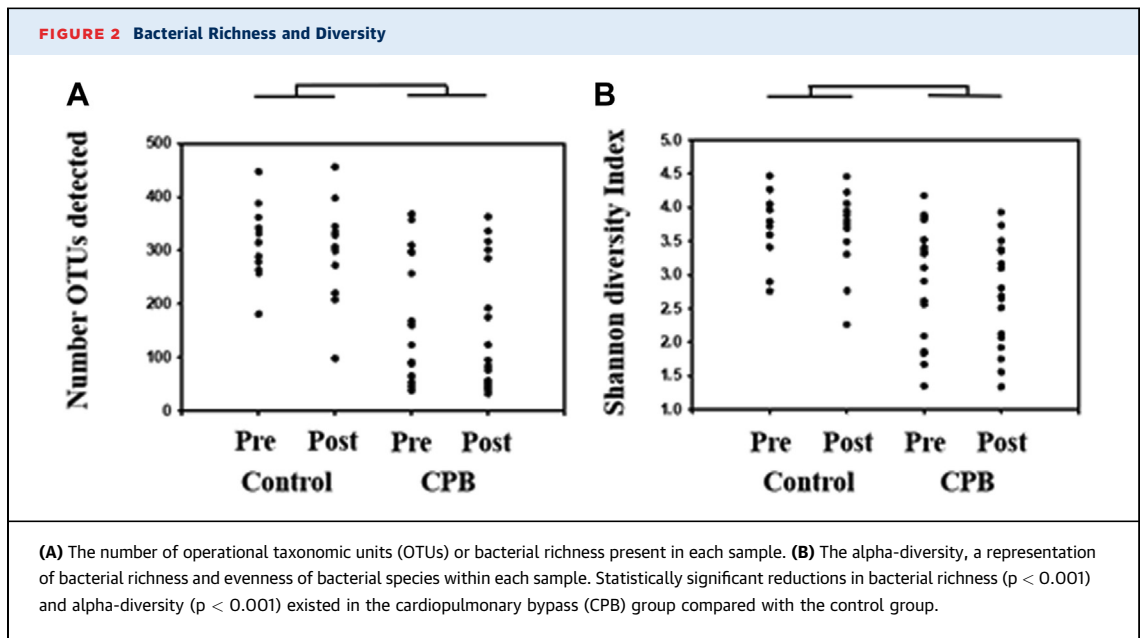 FIGURE 2 Bacterial Richness and Diversity
A
Number OTUs detected
500
400
300
200
100
0
Pre Post Pre Post
Control CPB
B
Shannon diversity Index
5.0
4.5
4.0
3.5
3.0
2.5
2.0
1.5
1.0
Pre Post Pre Post
Control CPB
(A) The number of operational taxonomic units (OTUs) or bacterial richness present in each sample. (B) The alpha-diversity, a representation
of bacterial richness and evenness of bacterial species within each sample. Statistically significant reductions in bacterial richness (p < 0.001)
and alpha-diversity (p < 0.001) existed in the cardiopulmonary bypass (CPB) group compared with the control group.